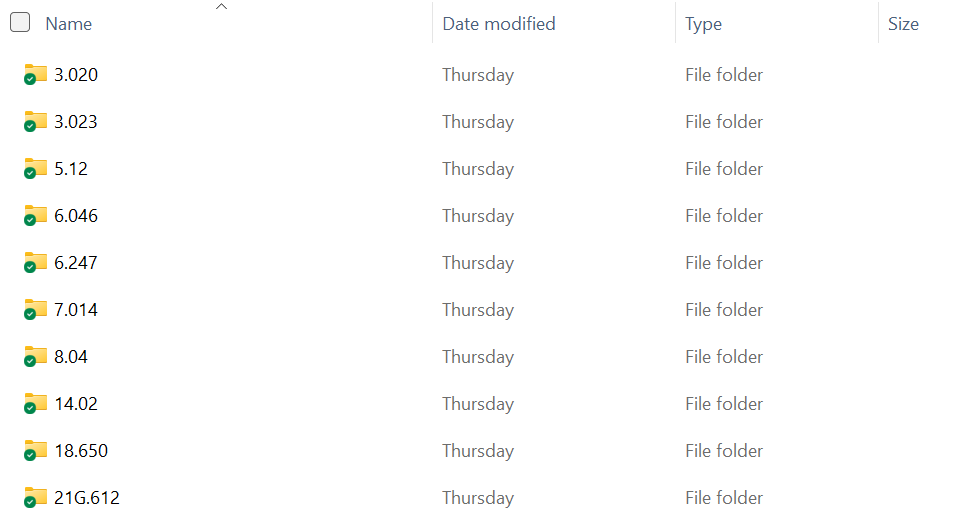 Name Date modified Type Size
3.020 Thursday File folder
3.023 Thursday File folder
5.12 Thursday File folder
6.046 Thursday File folder
6.247 Thursday File folder
7.014 Thursday File folder
8.04 Thursday File folder
14.02 Thursday File folder
18.650 Thursday File folder
21G.612 Thursday File folder